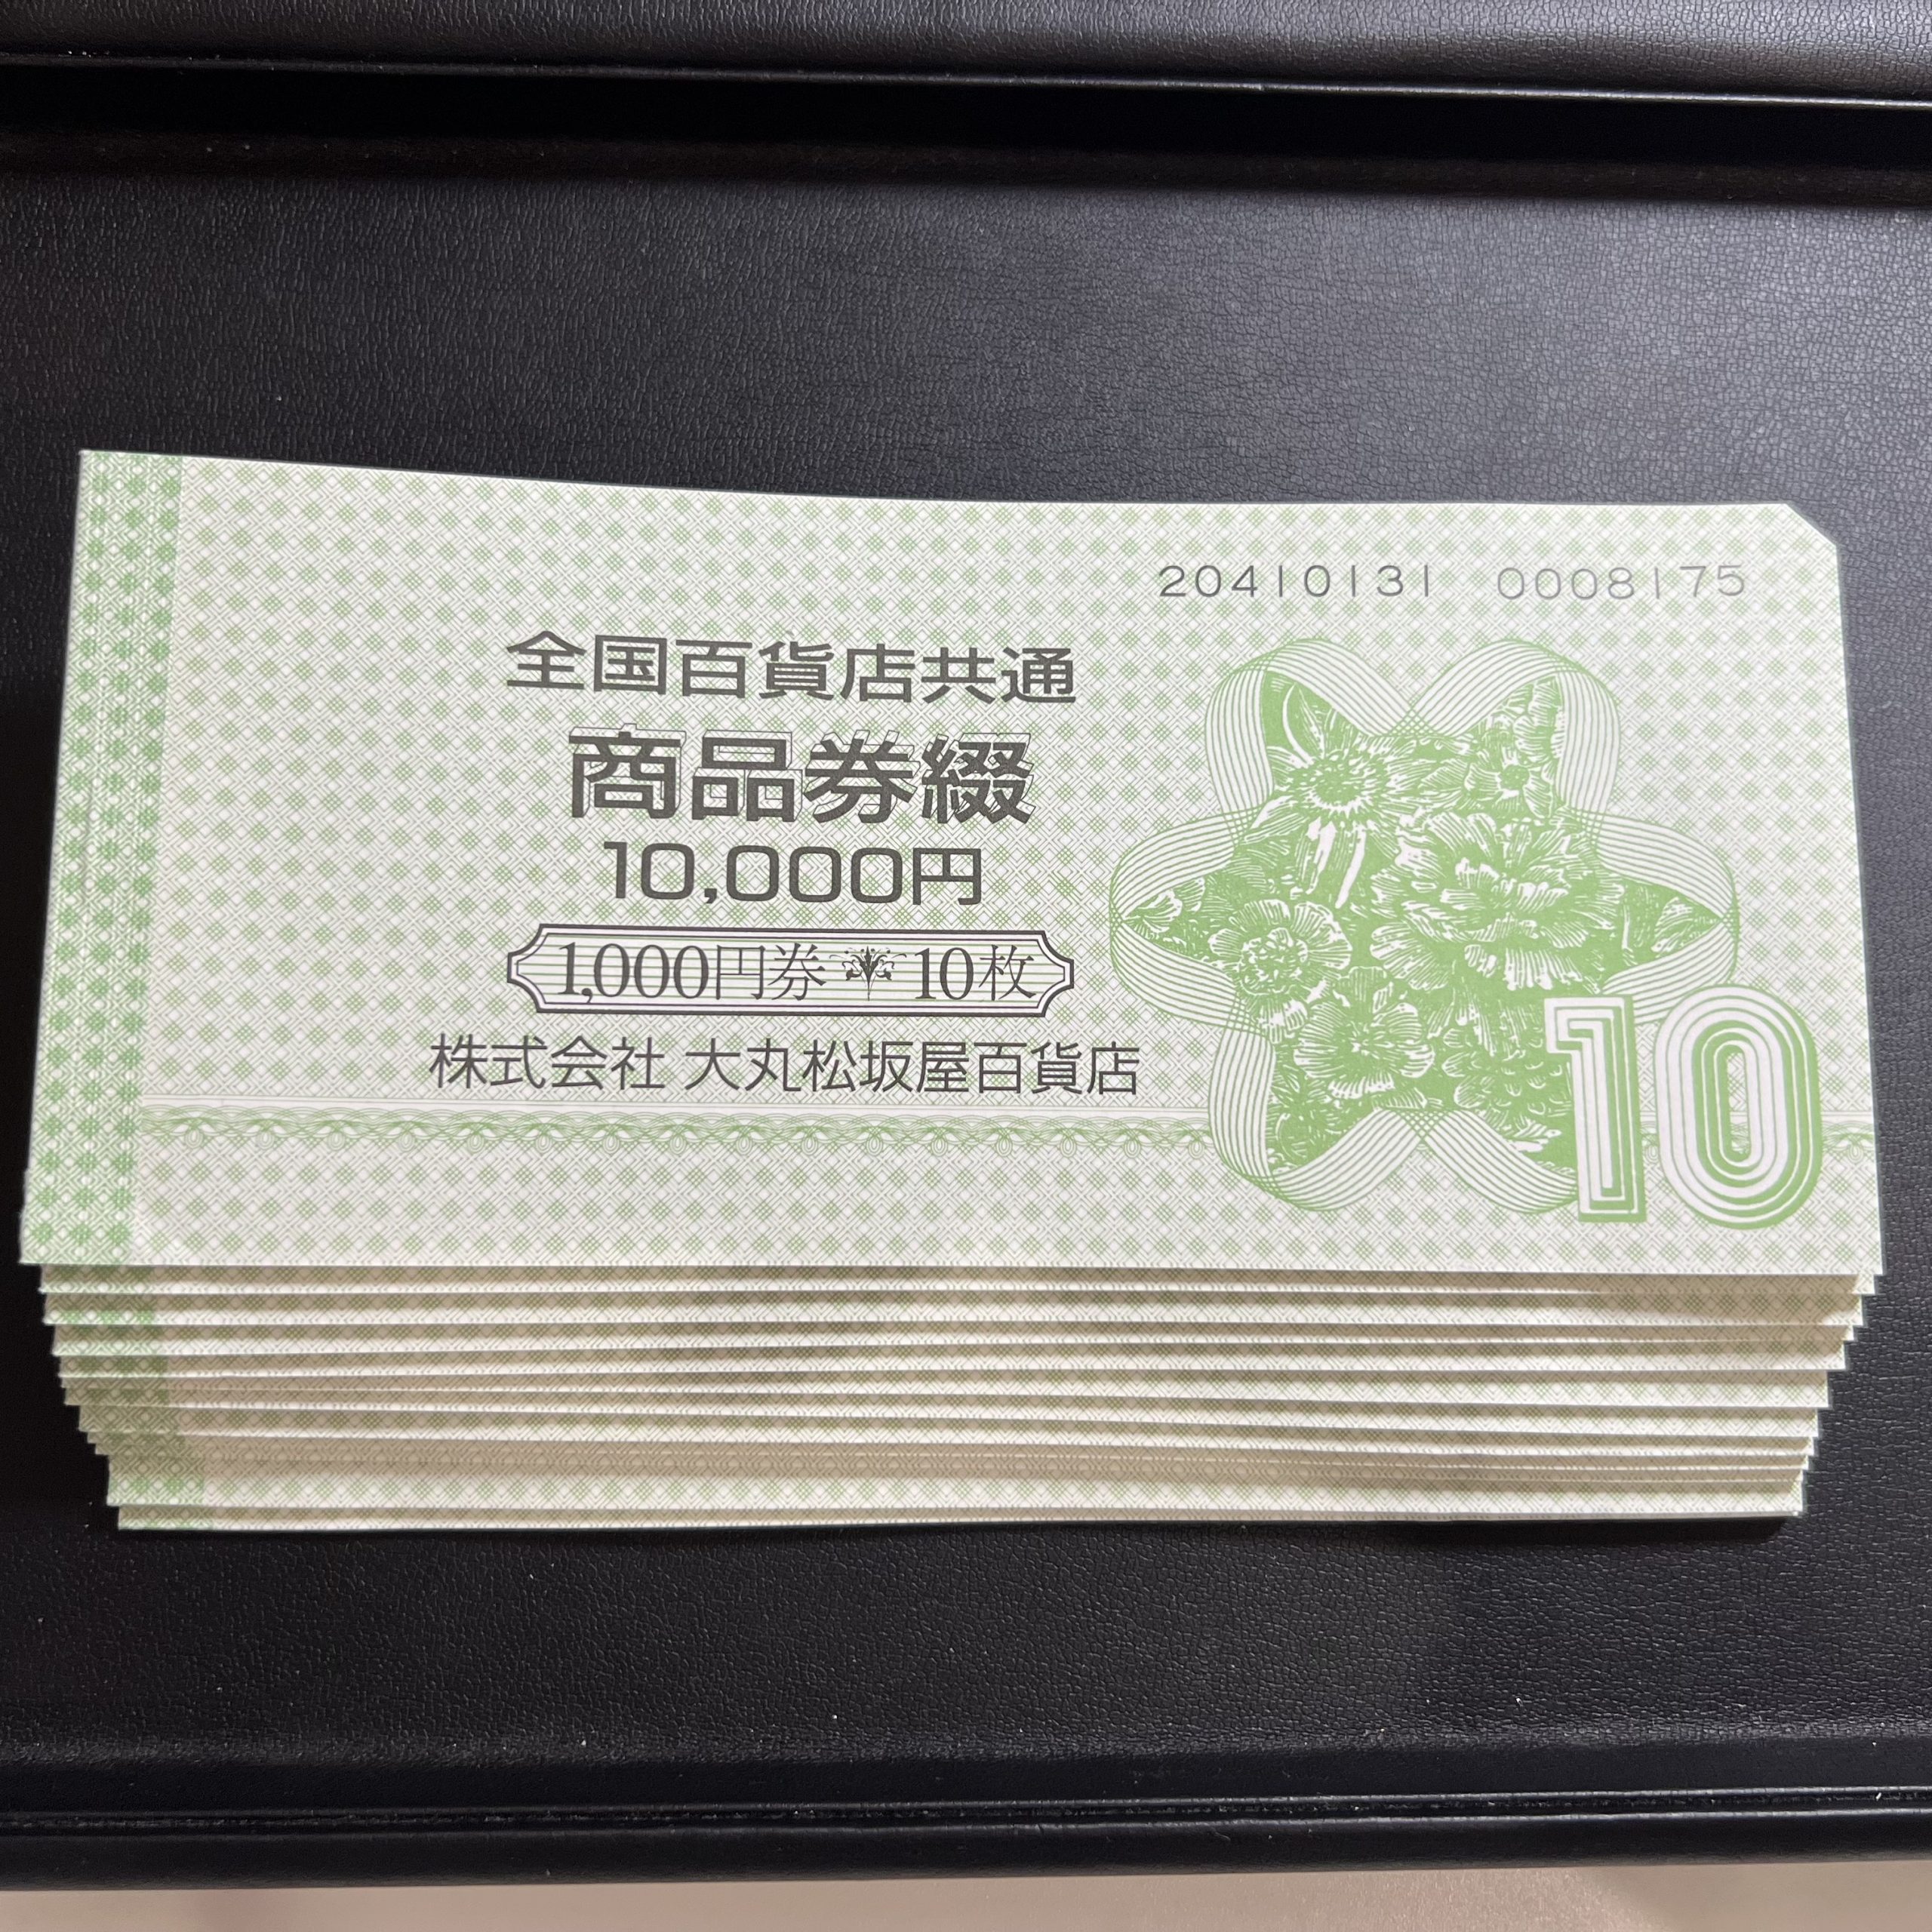 20410131 0008175
全国百貨店共通
商品券綴
10,000円
1,000円券 10枚
株式会社 大丸松坂屋百貨店
10